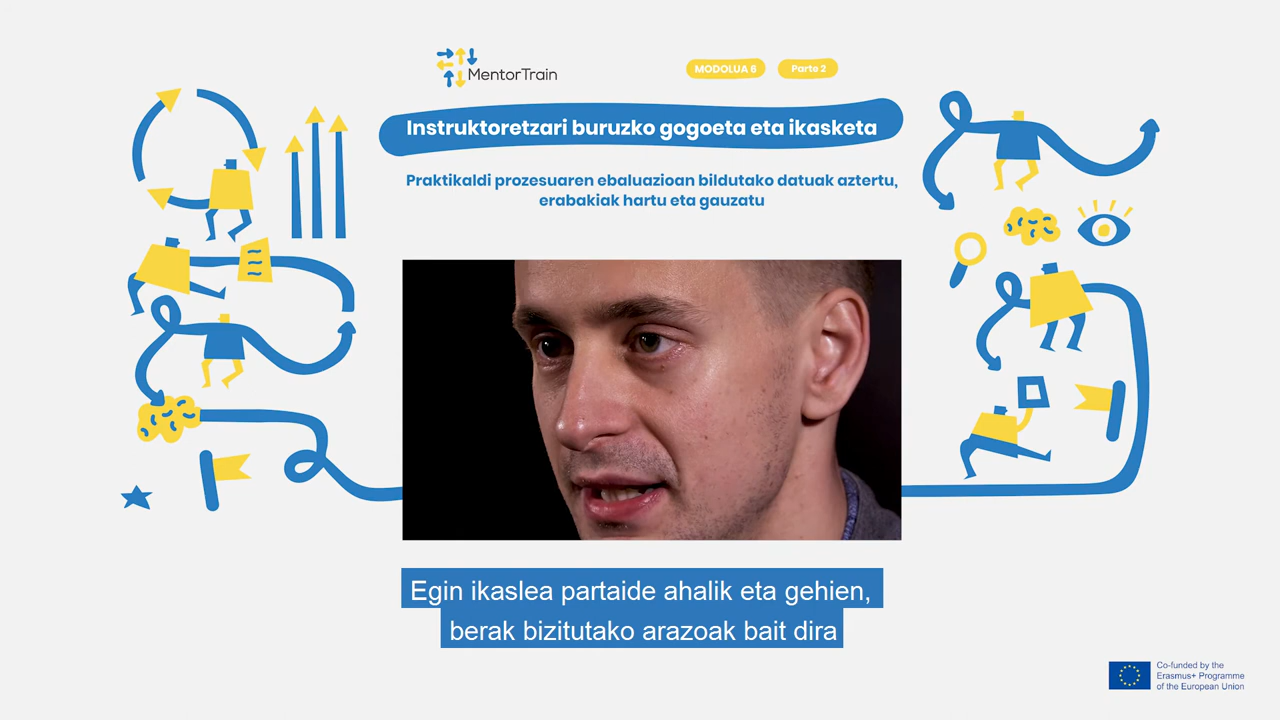 MentorTrain
MODOLUA 6
Parte 2
Instruktoretzari buruzko gogoeta eta ikasketa
Praktikaldi prozesuaren ebaluazioan bildutako datuak aztertu,
erabakiak hartu eta gauzatu
Egin ikaslea partaide ahalik eta gehien,
berak bizitutako arazoak bait dira
Co-funded by the
Erasmus+ Programme
of the European Union